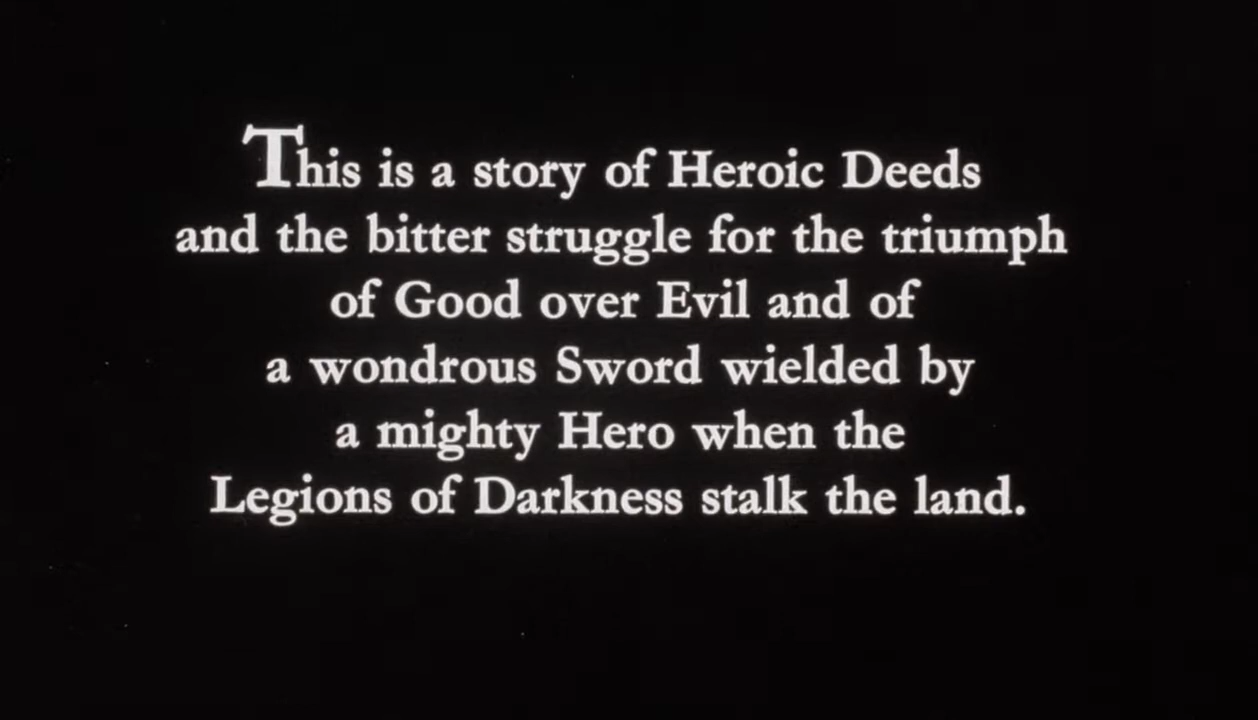 This is a story of Heroic Deeds
and the bitter struggle for the triumph
of Good over Evil and of
a wondrous Sword wielded by
a mighty Hero when the
Legions of Darkness stalk the land.